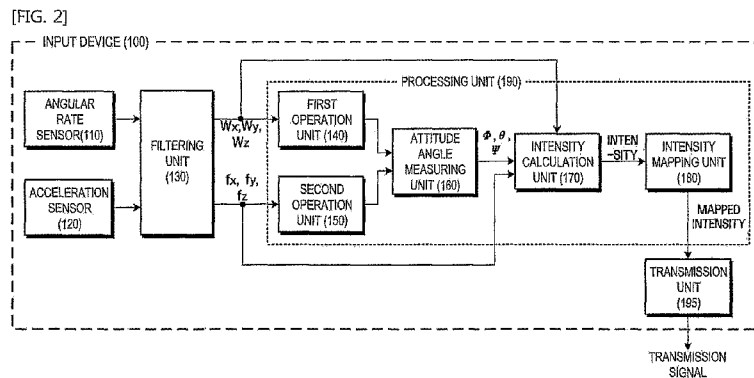 [FIG. 2]
INPUT DEVICE (100)
PROCESSING UNIT (190)
ANGULAR
RATE
SENSOR(110)
ACCELERATION
SENSOR
(120)
FILTERING
UNIT
(130)
Wx,Wy,
Wz
fx, fy,
fz
FIRST
OPERATION
UNIT (140)
SECOND
OPERATION
UNIT (150)
ATTITUDE
ANGLE
MEASURING
UNIT (160)
Φ, θ,
Ψ
INTENSITY
CALCULATION
UNIT (170)
INTEN
-SITY
INTENSITY
MAPPING UNIT
(180)
MAPPED
INTENSITY
TRANSMISSION
UNIT
(195)
TRANSMISSION
SIGNAL